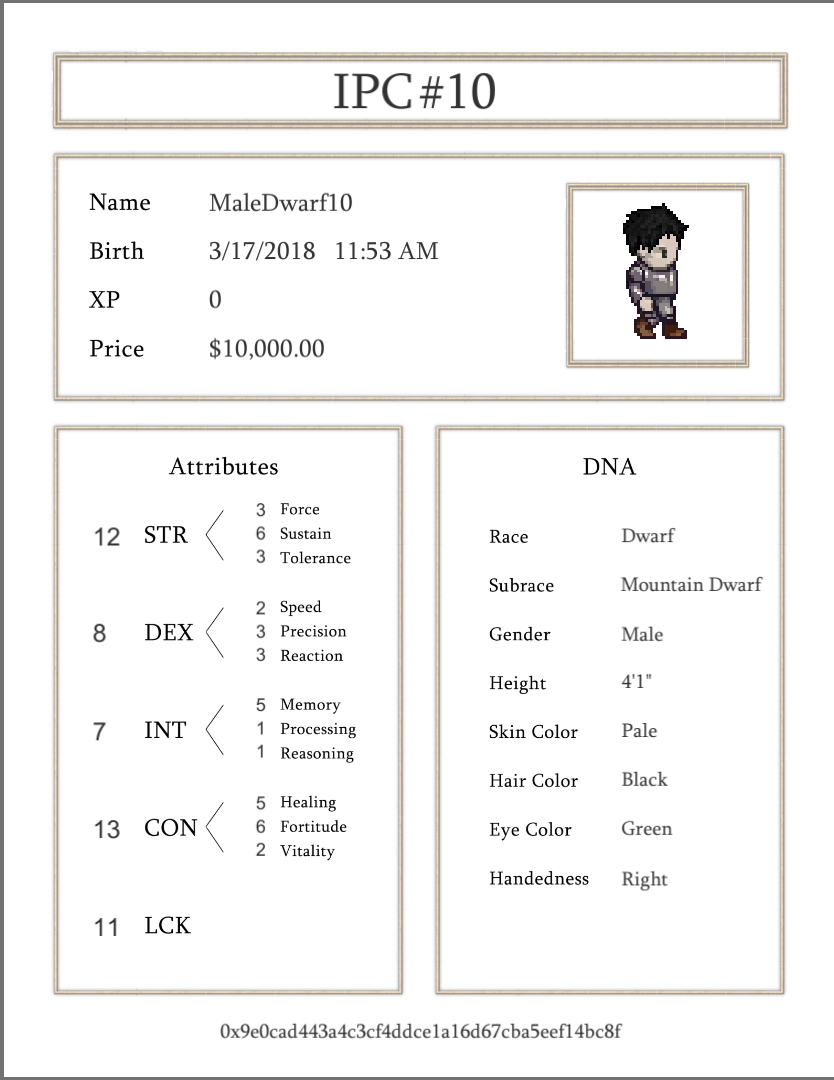 IPC#10
Name MaleDwarf10
Birth 3/17/2018 11:53 AM
XP 0
Price $10,000.00
Attributes
12 STR
3 Force
6 Sustain
3 Tolerance
8 DEX
2 Speed
3 Precision
3 Reaction
7 INT
5 Memory
1 Processing
1 Reasoning
13 CON
5 Healing
6 Fortitude
2 Vitality
11 LCK
DNA
Race Dwarf
Subrace Mountain Dwarf
Gender Male
Height 4'1"
Skin Color Pale
Hair Color Black
Eye Color Green
Handedness Right
0x9e0cad443a4c3cf4ddce1a16d67cba5eef14bc8f